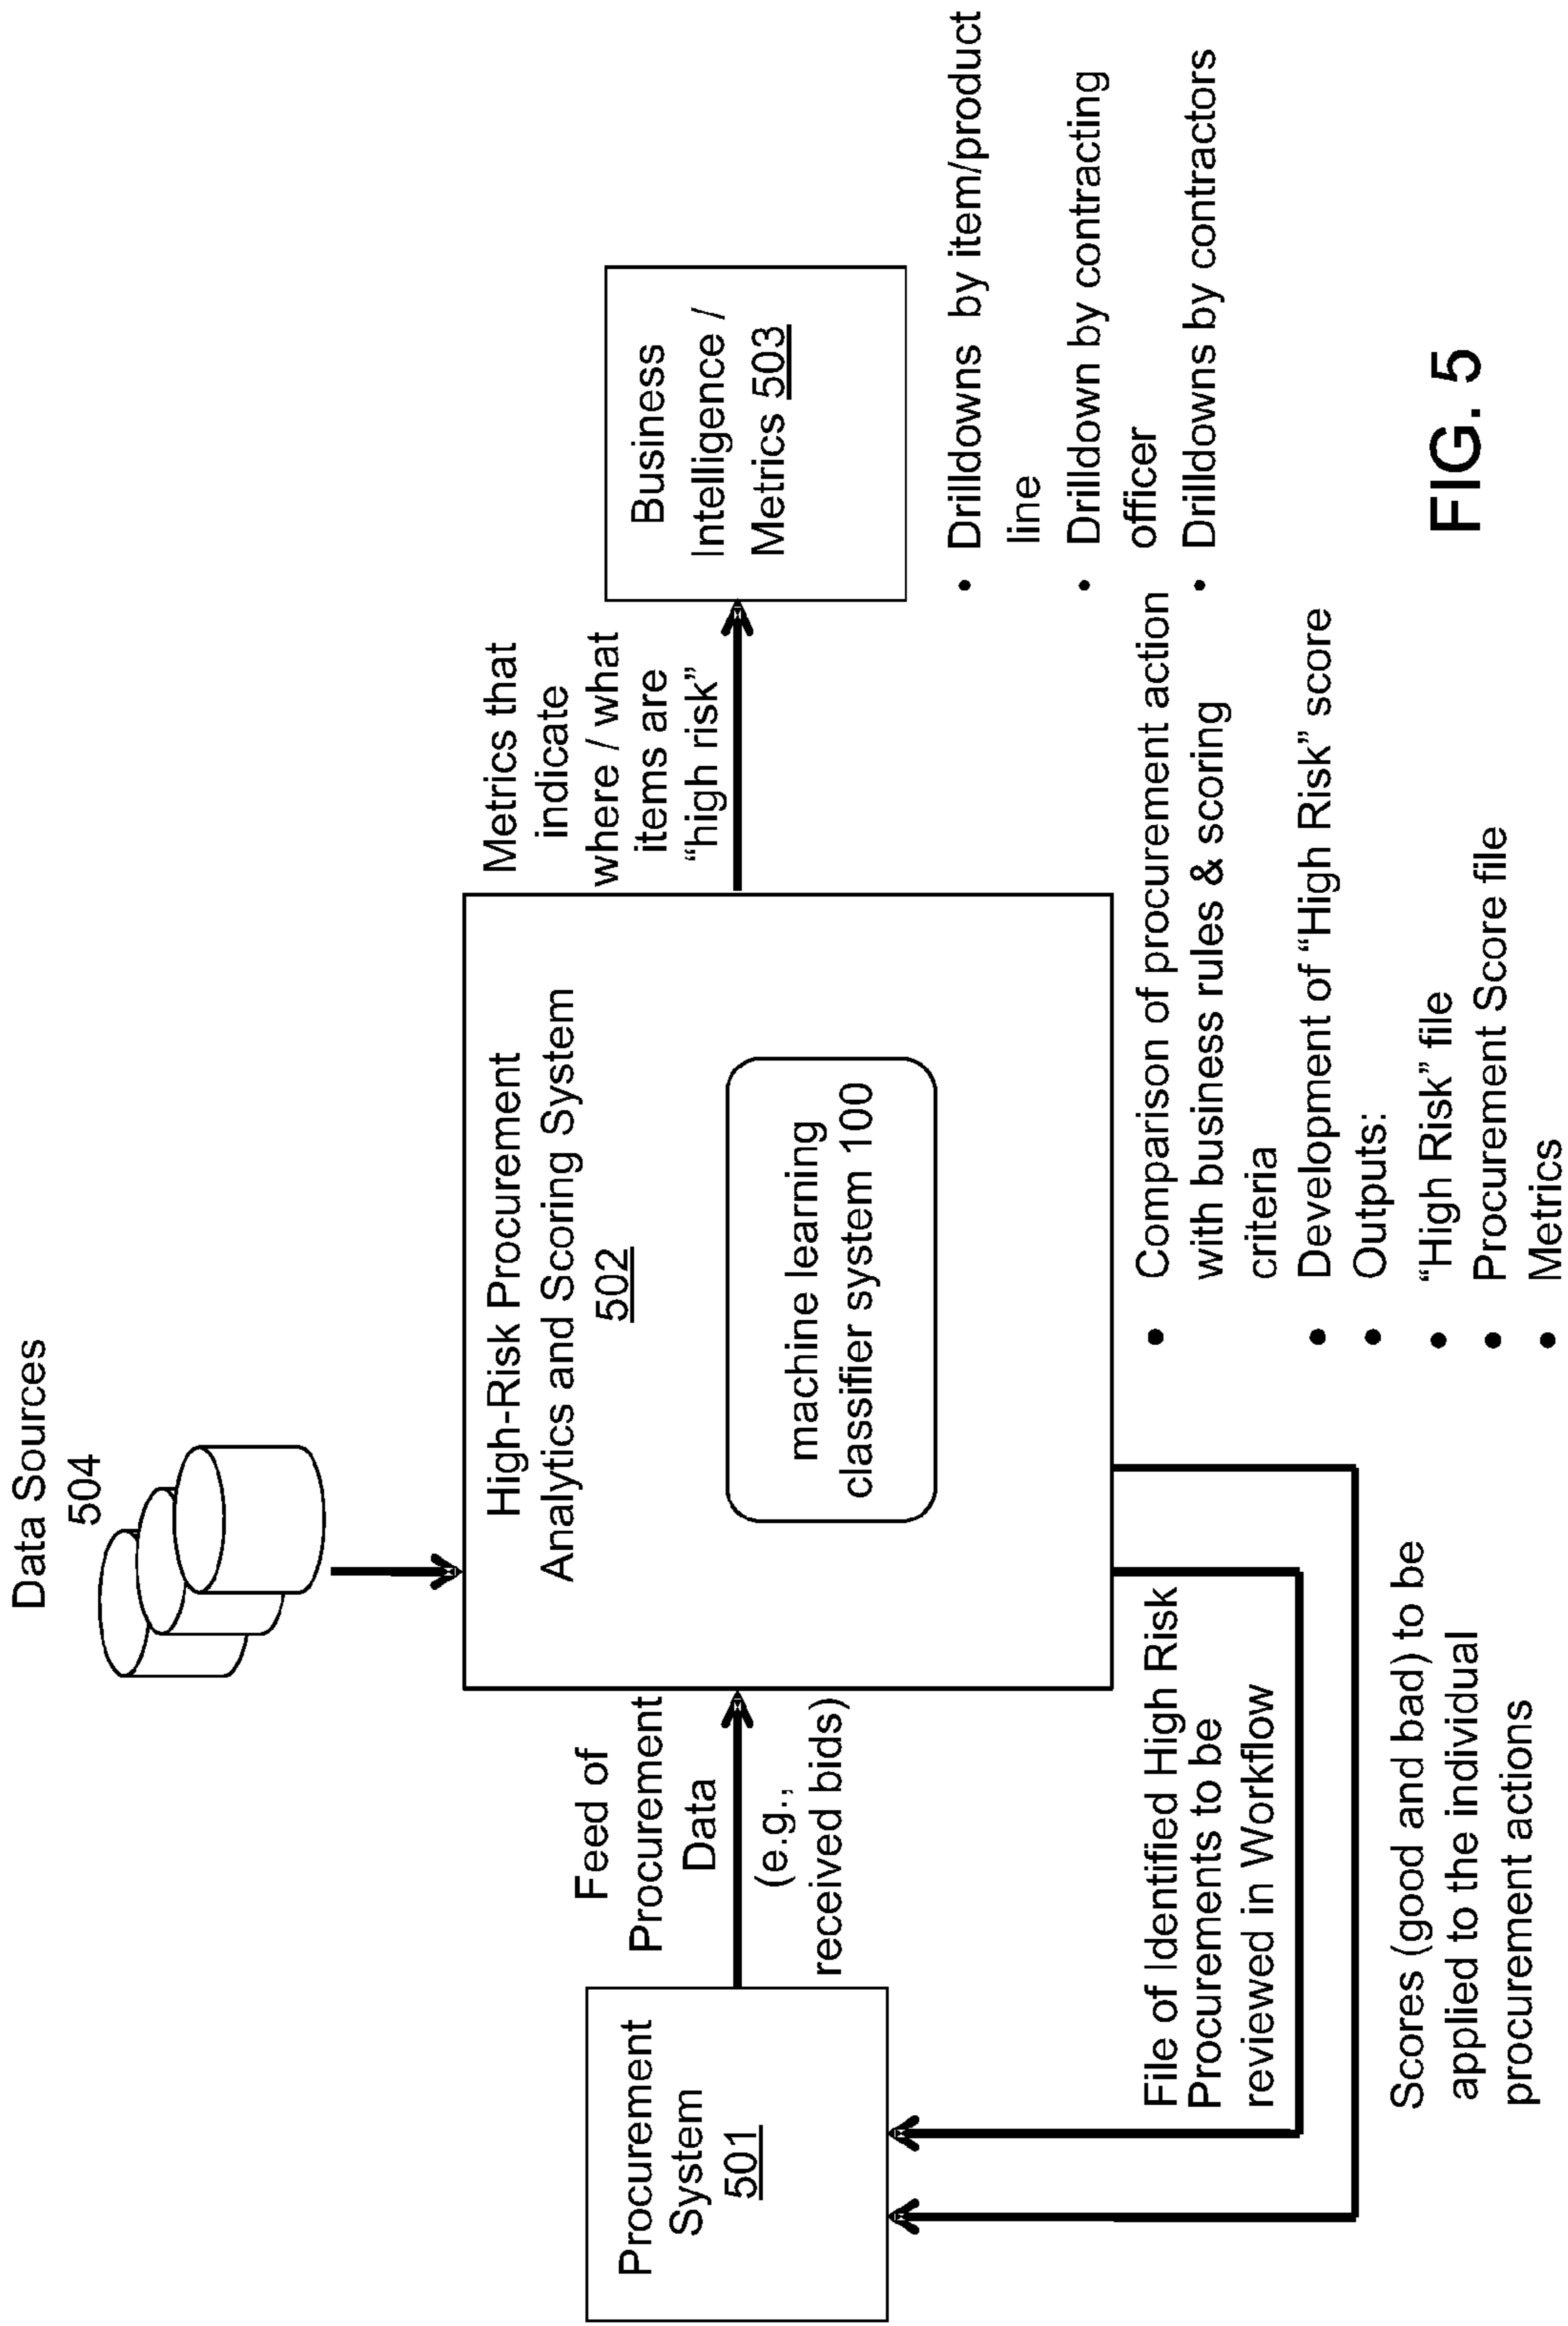 Data Sources
504
High-Risk Procurement
Analytics and Scoring System
502
machine learning
classifier system 100
Procurement
System
501
Feed of
Procurement
Data
(e.g.,
received bids)
Metrics that
indicate
where / what
items are
“high risk”
Business
Intelligence /
Metrics 503
• Drilldowns by item/product
line
• Drilldown by contracting
officer
• Drilldowns by contractors
File of Identified High Risk
Procurements to be
reviewed in Workflow
Scores (good and bad) to be
applied to the individual
procurement actions
• Comparison of procurement action
with business rules & scoring
criteria
• Development of “High Risk” score
• Outputs:
• “High Risk” file
• Procurement Score file
• Metrics
FIG. 5